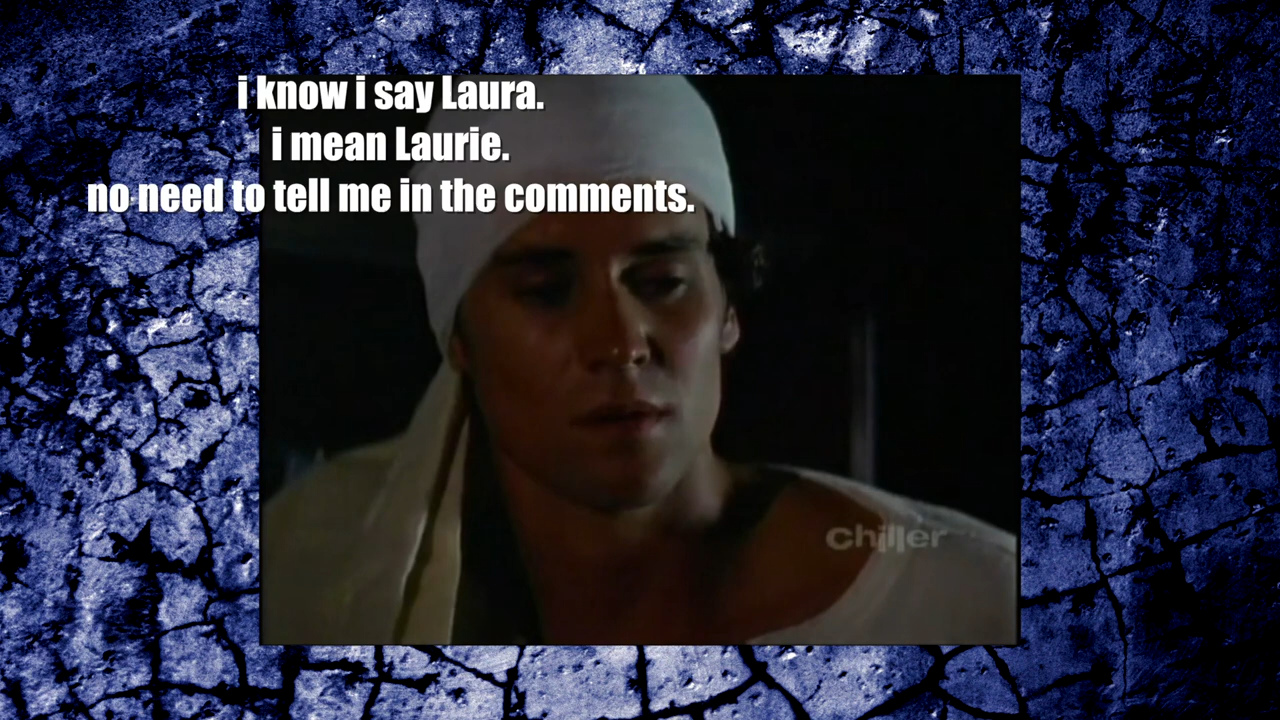 i know i say Laura.
i mean Laurie.
no need to tell me in the comments.
chiller